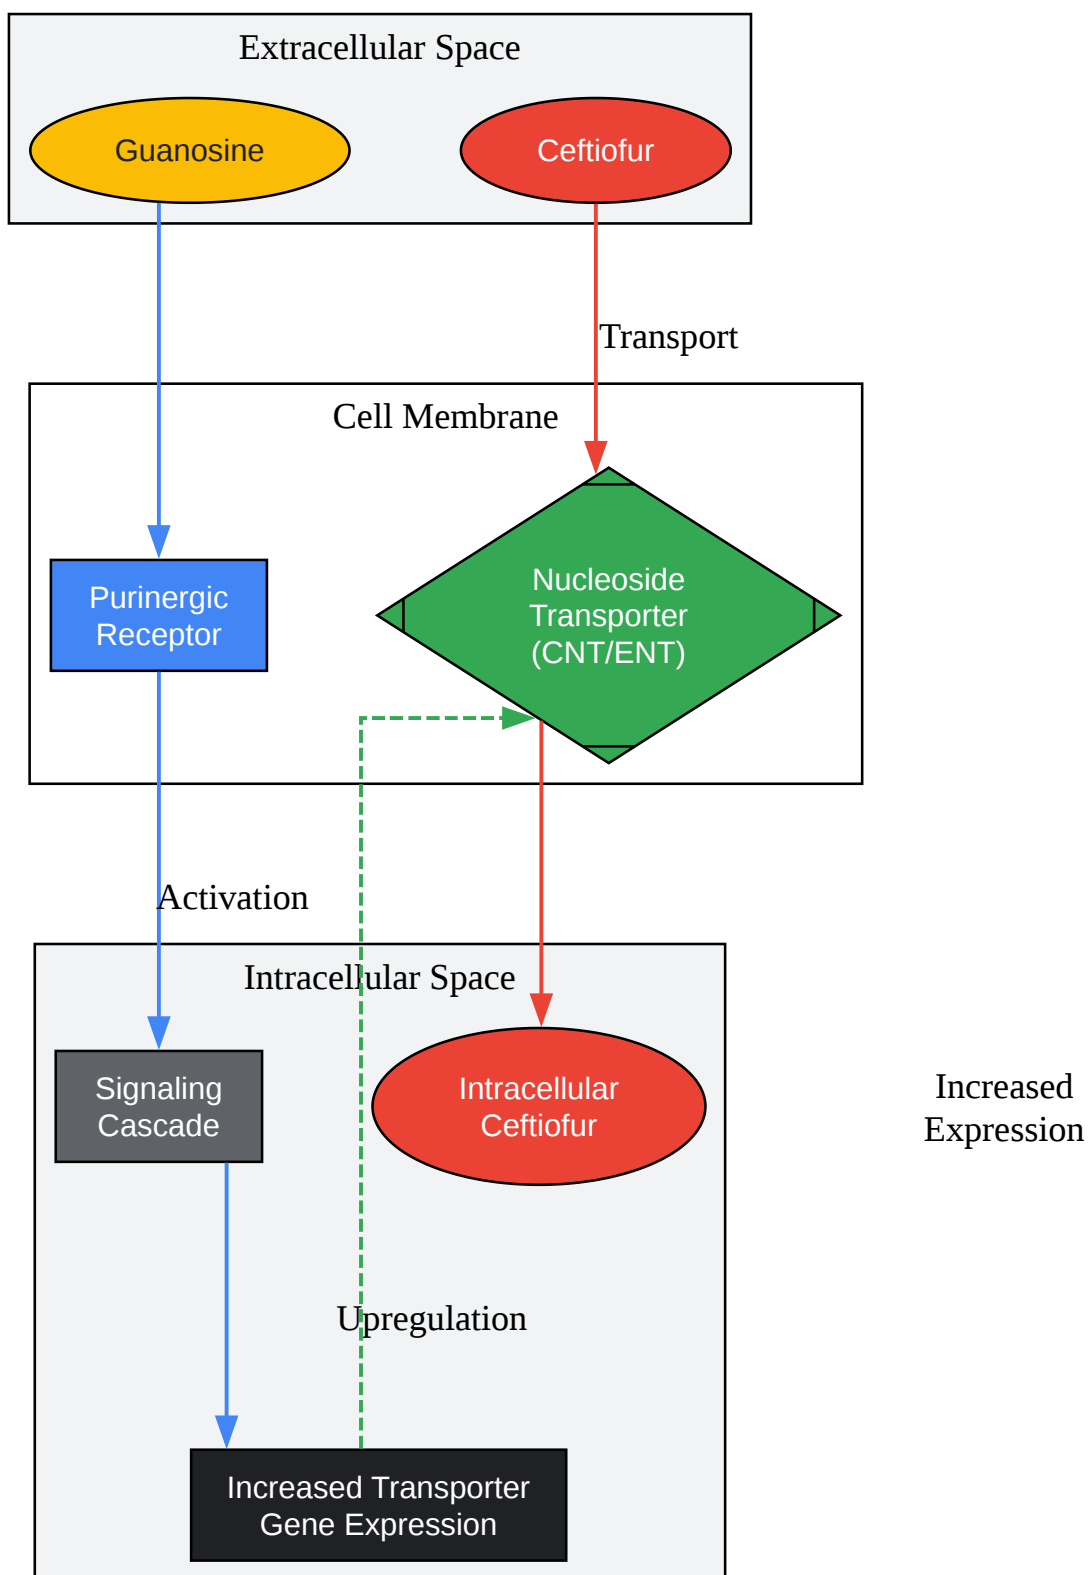 Extracellular Space
Guanosine
Ceftiofur
Transport
Cell Membrane
Purinergic
Receptor
Nucleoside
Transporter
(CNT/ENT)
Activation
Intracellular Space
Signaling
Cascade
Intracellular
Ceftiofur
Increased
Expression
Upregulation
Increased Transporter
Gene Expression